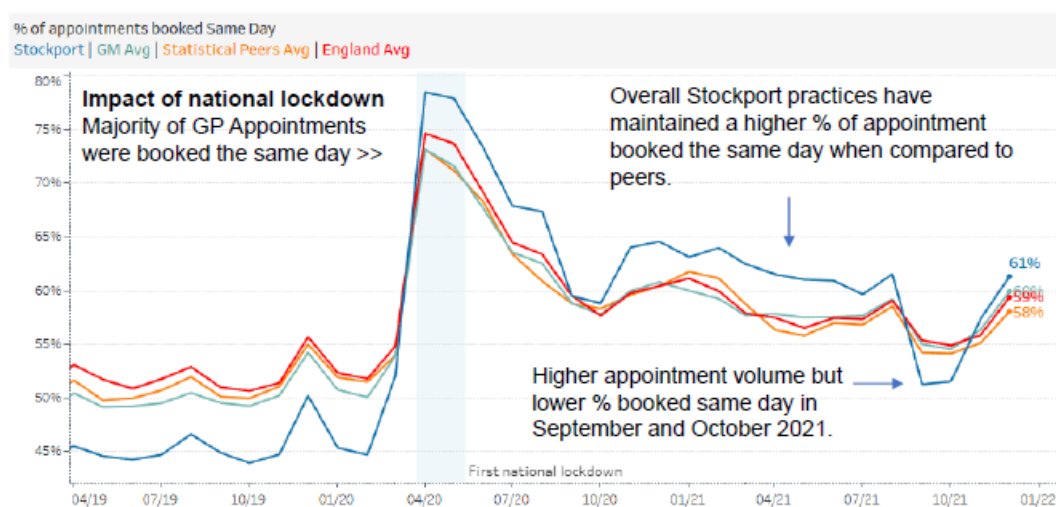 % of appointments booked Same Day
Stockport | GM Avg | Statistical Peers Avg | England Avg
80%
75%
70%
65%
60%
55%
50%
45%
Impact of national lockdown
Majority of GP Appointments
were booked the same day >>
Overall Stockport practices have
maintained a higher % of appointment
booked the same day when compared to
peers.
61%
60%
59%
58%
Higher appointment volume but
lower % booked same day in
September and October 2021.
First national lockdown
04/19 07/19 10/19 01/20 04/20 07/20 10/20 01/21 04/21 07/21 10/21 01/22